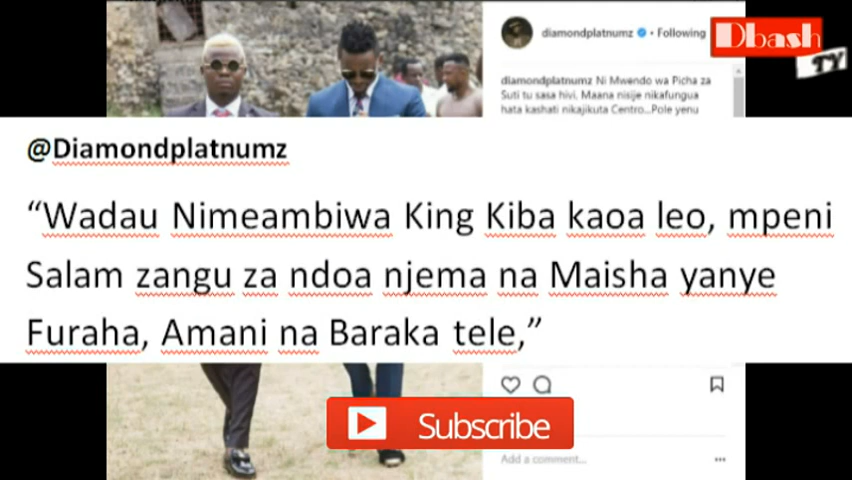 diamondplatnumz • Following
Dbash
TV
diamondplatnumz Ni Mwendo wa Picha za
Suti tu sasa hivi, Maana nisije nikafungua
hata kashati nikajikuta Centro...Pole yenu
@Diamondplatnumz
“Wadau Nimeambiwa King Kiba kaoa leo, mpeni
Salam zangu za ndoa njema na Maisha yanye
Furaha, Amani na Baraka tele,”
Subscribe
Add a comment...